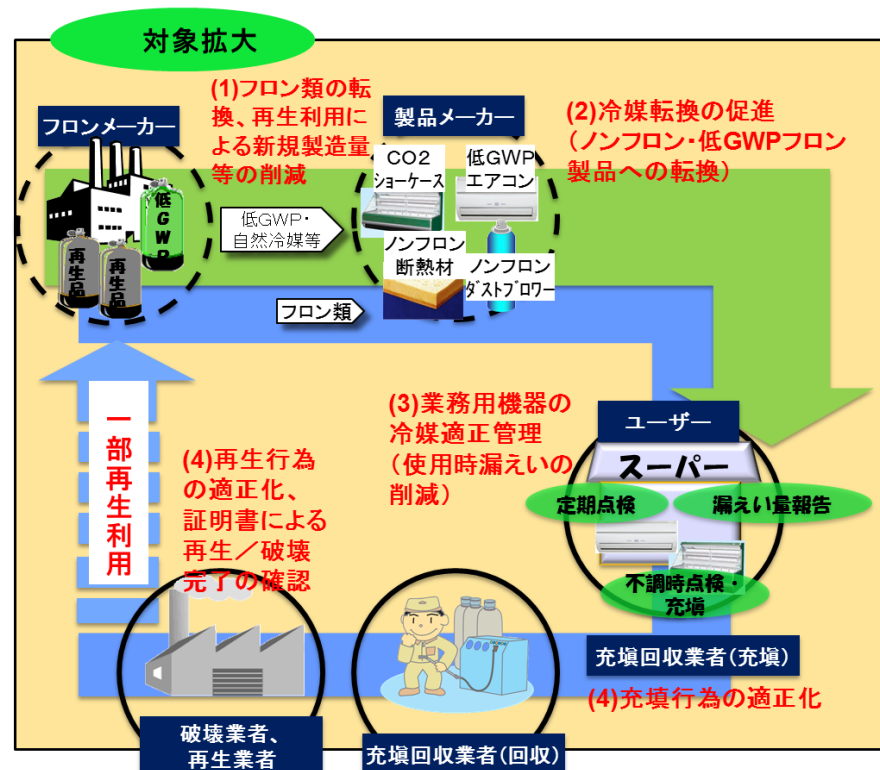 対象拡大
(1)フロン類の転
換、再生利用に
よる新規製造量
等の削減
フロンメーカー
低GWP
再生品
再生品
低GWP・
自然冷媒等
フロン類
製品メーカー
CO2
ショーケース
低GWP
エアコン
ノンフロン
断熱材
ノンフロン
ダストブロワー
(2)冷媒転換の促進
（ノンフロン・低GWPフロン
製品への転換）
一部再生利用
(4)再生行為
の適正化、
証明書による
再生／破壊
完了の確認
(3)業務用機器の
冷媒適正管理
（使用時漏えいの
削減）
ユーザー
スーパー
定期点検
漏えい量報告
不調時点検・
充塡
充塡回収業者（充塡）
(4)充填行為の適正化
破壊業者、
再生業者
充塡回収業者（回収）